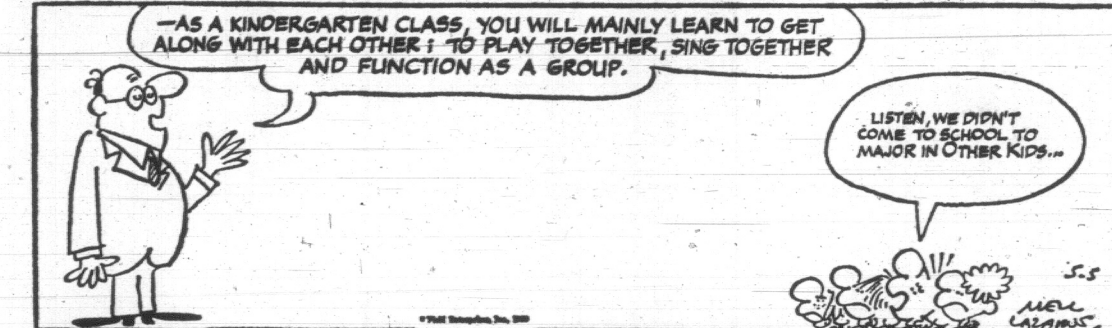 —AS A KINDERGARTEN CLASS, YOU WILL MAINLY LEARN TO GET
ALONG WITH EACH OTHER; TO PLAY TOGETHER, SING TOGETHER
AND FUNCTION AS A GROUP.
LISTEN, WE DIDN'T
COME TO SCHOOL TO
MAJOR IN OTHER KIDS...
5.5
MELL
LAZARUS